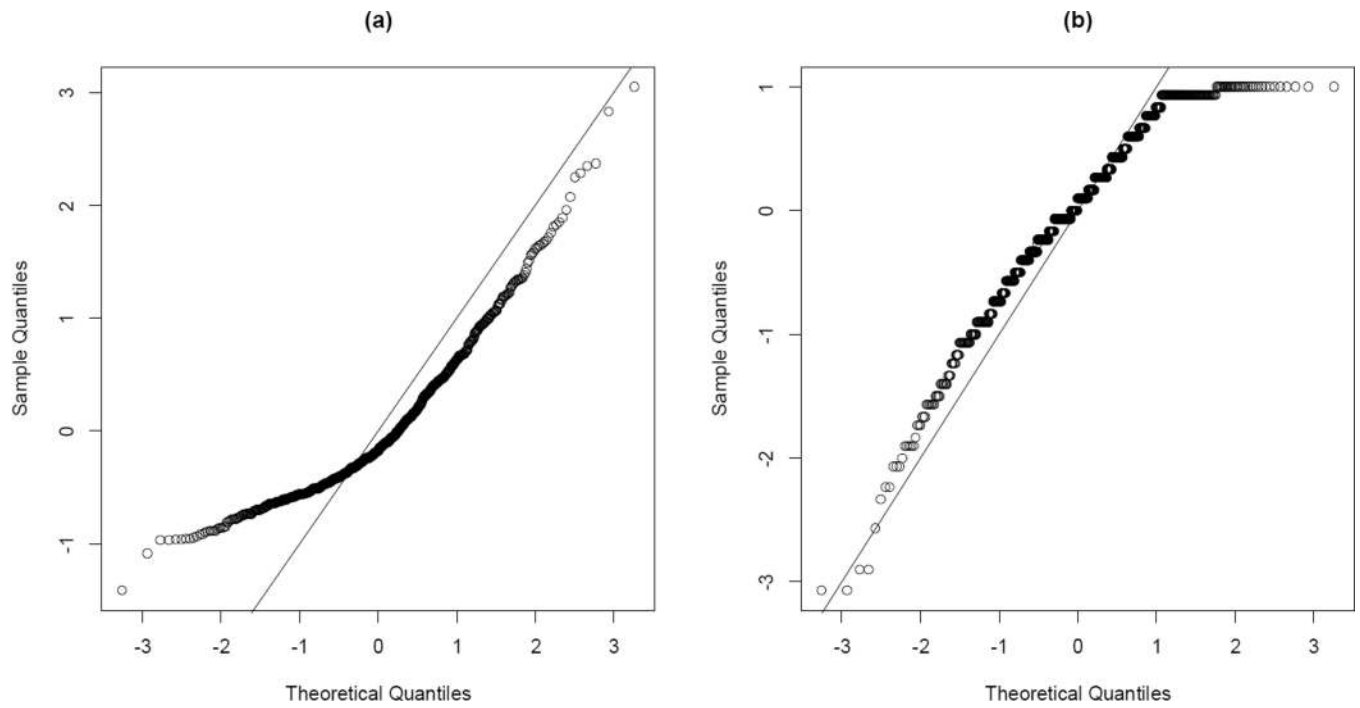 (a)
3
2
1
0
-1
Sample Quantiles
-3 -2 -1 0 1 2 3
Theoretical Quantiles
(b)
1
0
-1
-2
-3
Sample Quantiles
-3 -2 -1 0 1 2 3
Theoretical Quantiles